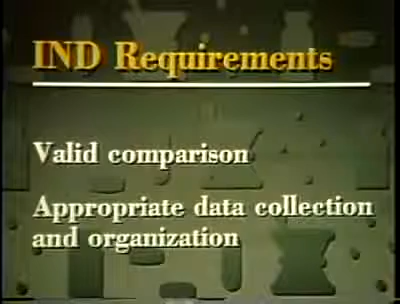 IND Requirements
Valid comparison
Appropriate data collection
and organization